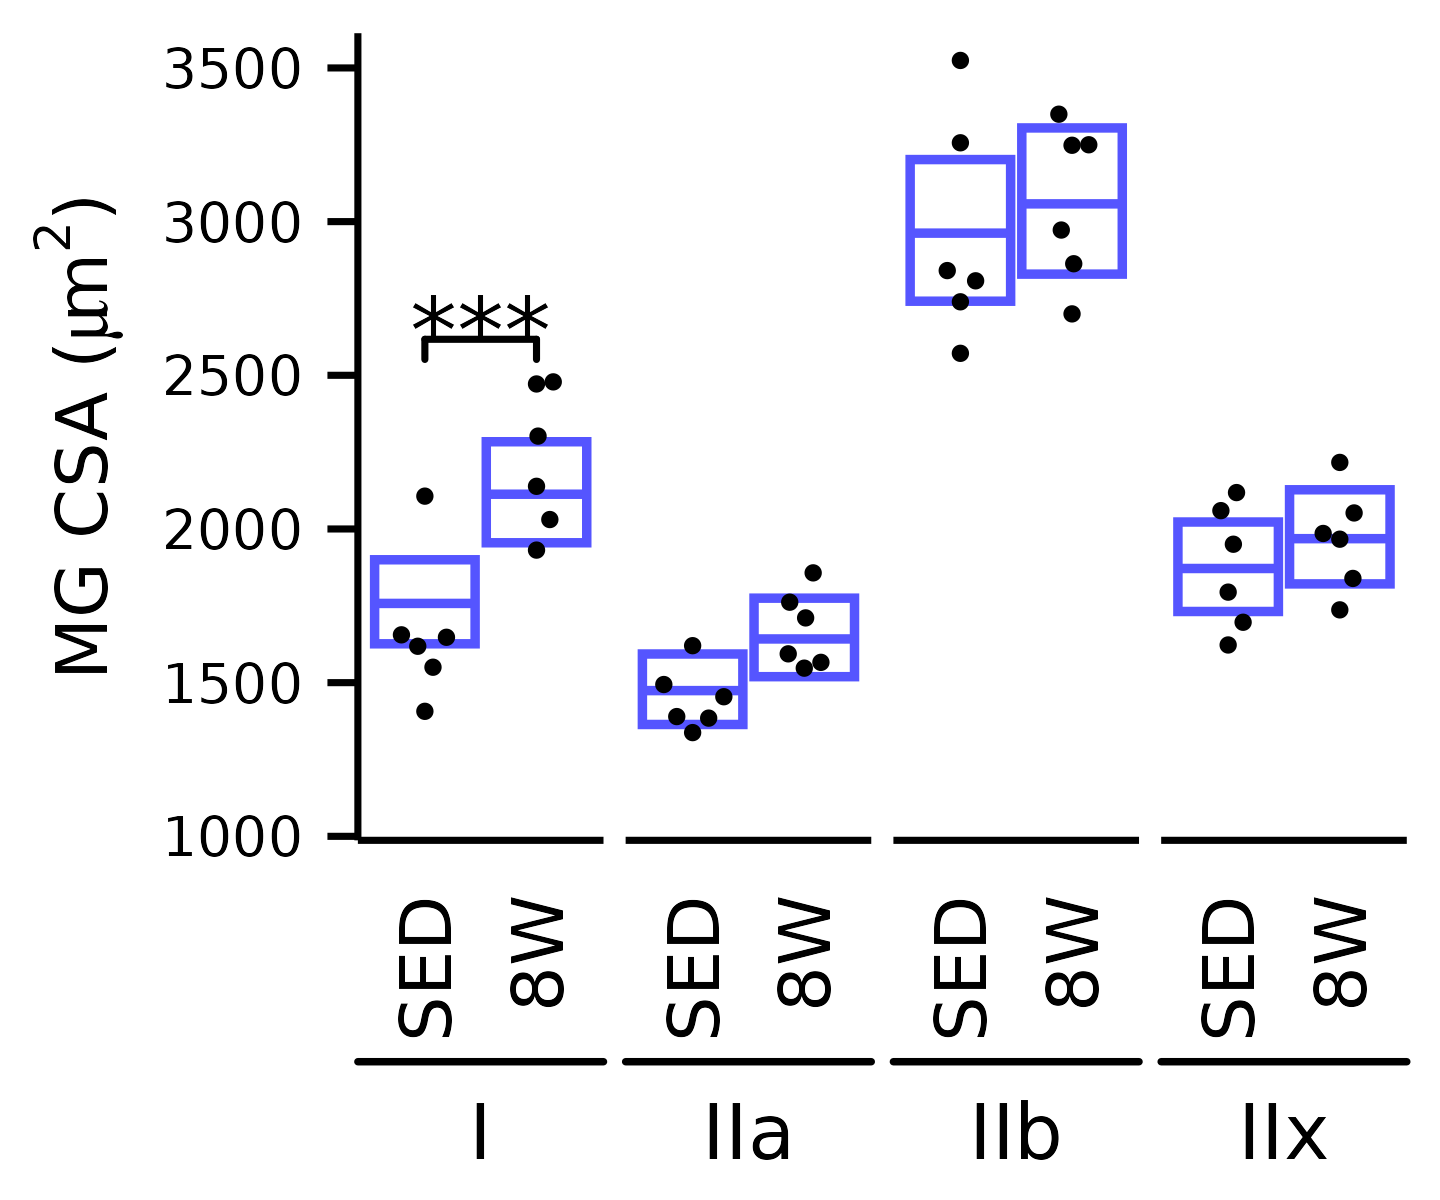 MG CSA (μm²)
3500
3000
2500
2000
1500
1000
***
SED 8W SED 8W SED 8W SED 8W
I IIa IIb IIx